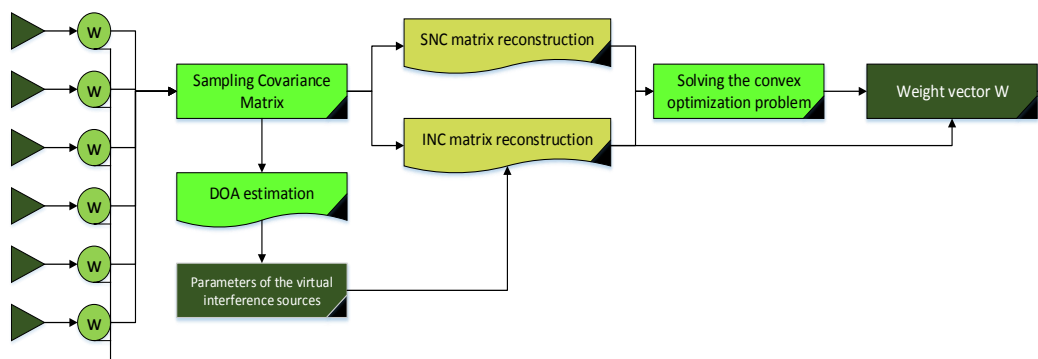 W
W
W
W
W
W
Sampling Covariance
Matrix
DOA estimation
Parameters of the virtual
interference sources
SNC matrix reconstruction
INC matrix reconstruction
Solving the convex
optimization problem
Weight vector W